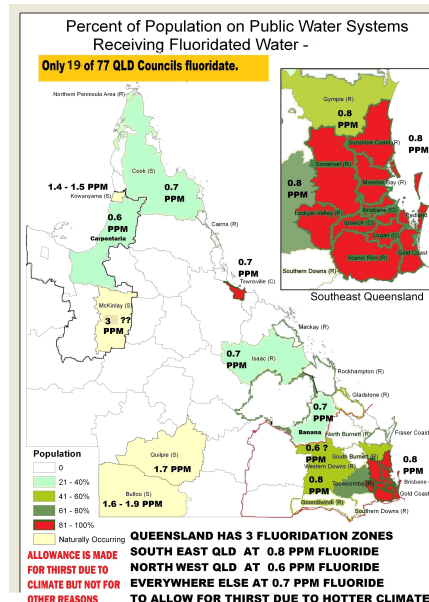 Percent of Population on Public Water Systems
Receiving Fluoridated Water -
Only 19 of 77 QLD Councils fluoridate.
Northern Peninsula Area (R)
Cook (S)
1.4 - 1.5 PPM
Kowanyama (S)
0.7
PPM
0.6
PPM
Carpentaria
Cairns (R)
0.7
PPM
Townsville (C)
McKinlay (S)
3 ??
PPM
Mackay (R)
0.7
PPM
Isaac (R)
Rockhampton (R)
Gladstone (R)
0.7
PPM
Banana
North Burnett (R)
Fraser Coast
0.6 ?
PPM
South Burnett (R)
Western Downs (R)
0.8
PPM
Toowoomba (R)
0.8
PPM
Brisbane
Gold Coast
Goondiwindi (R)
Southern Downs (R)
Quilpie (S)
1.7 PPM
Bulloo (S)
1.6 - 1.9 PPM
Gympie (R)
0.8
PPM
Sunshine Coast (R)
0.8
PPM
Somerset (R)
Moreton Bay (R)
0.8
PPM
Brisbane (C)
Redland
Lockyer Valley (R)
Ipswich (C)
Logan (C)
Gold Coast
Scenic Rim (R)
Southern Downs (R)
Southeast Queensland
Population
0
21 - 40%
41 - 60%
61 - 80%
81 - 100%
Naturally Occurring
ALLOWANCE IS MADE
FOR THIRST DUE TO
CLIMATE BUT NOT FOR
OTHER REASONS
QUEENSLAND HAS 3 FLUORIDATION ZONES
SOUTH EAST QLD AT 0.8 PPM FLUORIDE
NORTH WEST QLD AT 0.6 PPM FLUORIDE
EVERYWHERE ELSE AT 0.7 PPM FLUORIDE
TO ALLOW FOR THIRST DUE TO HOTTER CLIMATE